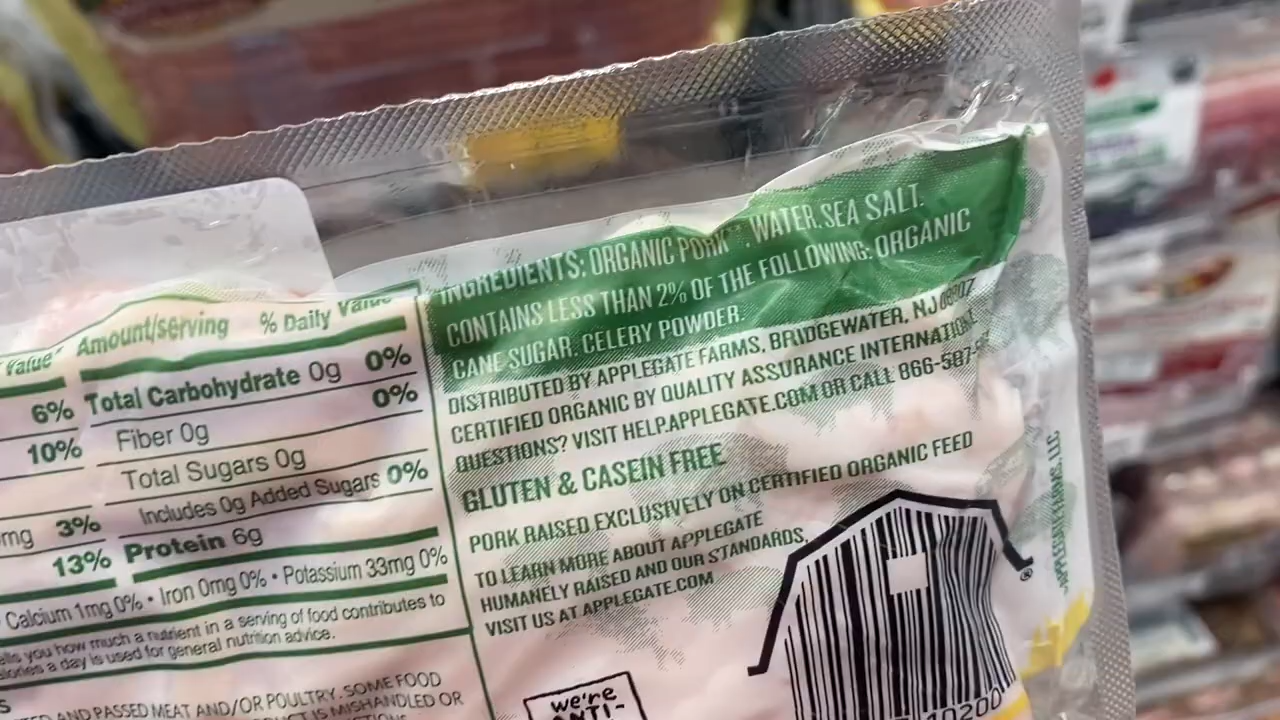 Value*
6%
10%
mg 3%
13%
Amount/serving % Daily Value*
Total Carbohydrate 0g 0%
Fiber 0g 0%
Total Sugars 0g
Includes 0g Added Sugars 0%
Protein 6g
Calcium 1mg 0% • Iron 0mg 0% • Potassium 33mg 0%
you how much a nutrient in a serving of food contributes to
a day is used for general nutrition advice.
AND PASSED MEAT AND/OR POULTRY. SOME FOOD
IS MISHANDLED OR
INGREDIENTS: ORGANIC PORK**, WATER, SEA SALT.
CONTAINS LESS THAN 2% OF THE FOLLOWING: ORGANIC
CANE SUGAR, CELERY POWDER.
DISTRIBUTED BY APPLEGATE FARMS, BRIDGEWATER, NJ
CERTIFIED ORGANIC BY QUALITY ASSURANCE INTERNATIONAL
QUESTIONS? VISIT HELP.APPLEGATE.COM OR CALL 866-587-
GLUTEN & CASEIN FREE
PORK RAISED EXCLUSIVELY ON CERTIFIED ORGANIC FEED
TO LEARN MORE ABOUT APPLEGATE
HUMANELY RAISED AND OUR STANDARDS,
VISIT US AT APPLEGATE.COM
we're
ANTI-
®
10200